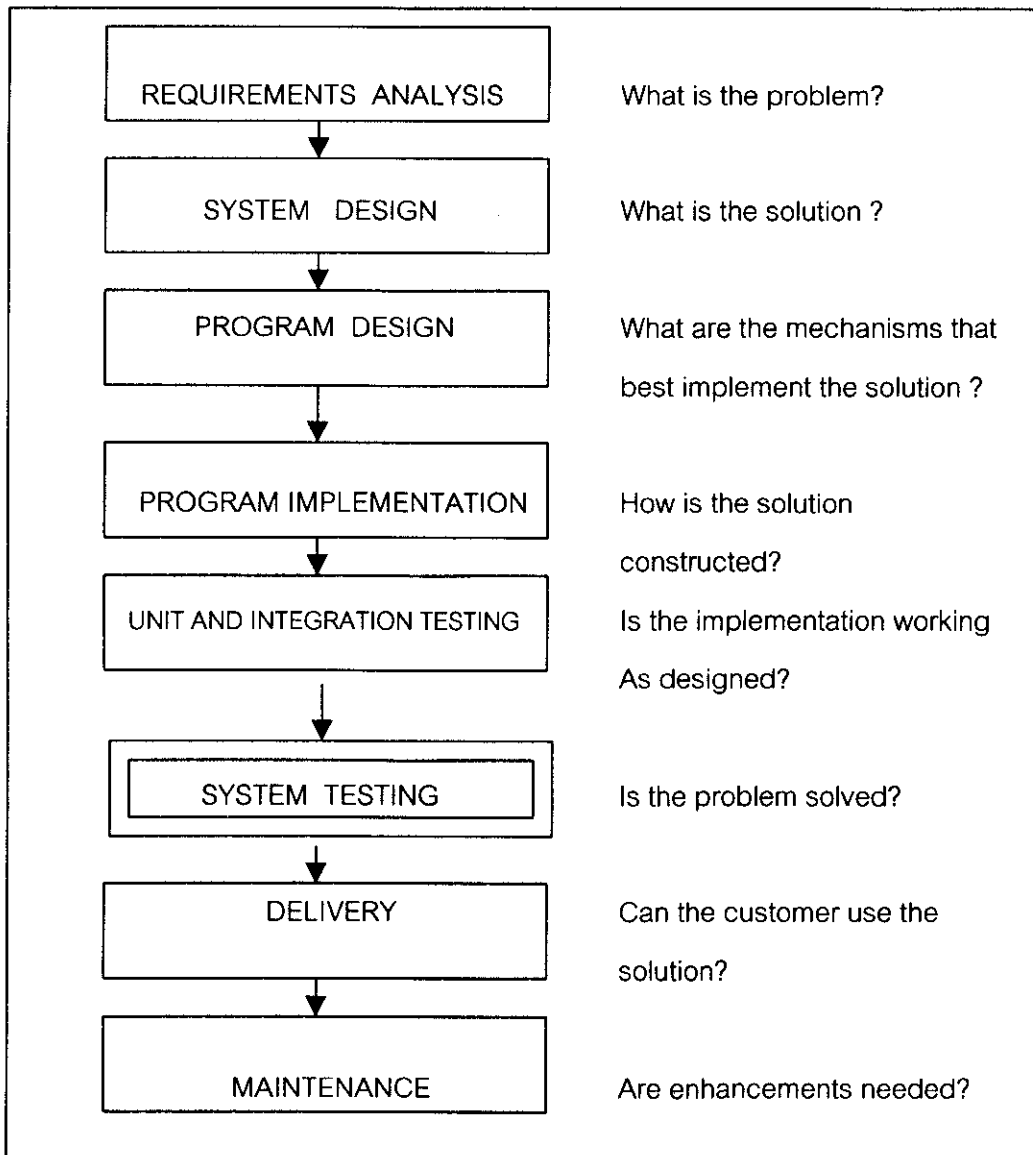 REQUIREMENTS ANALYSIS
What is the problem?
SYSTEM DESIGN
What is the solution ?
PROGRAM DESIGN
What are the mechanisms that
best implement the solution ?
PROGRAM IMPLEMENTATION
How is the solution
constructed?
UNIT AND INTEGRATION TESTING
Is the implementation working
As designed?
SYSTEM TESTING
Is the problem solved?
DELIVERY
Can the customer use the
solution?
MAINTENANCE
Are enhancements needed?